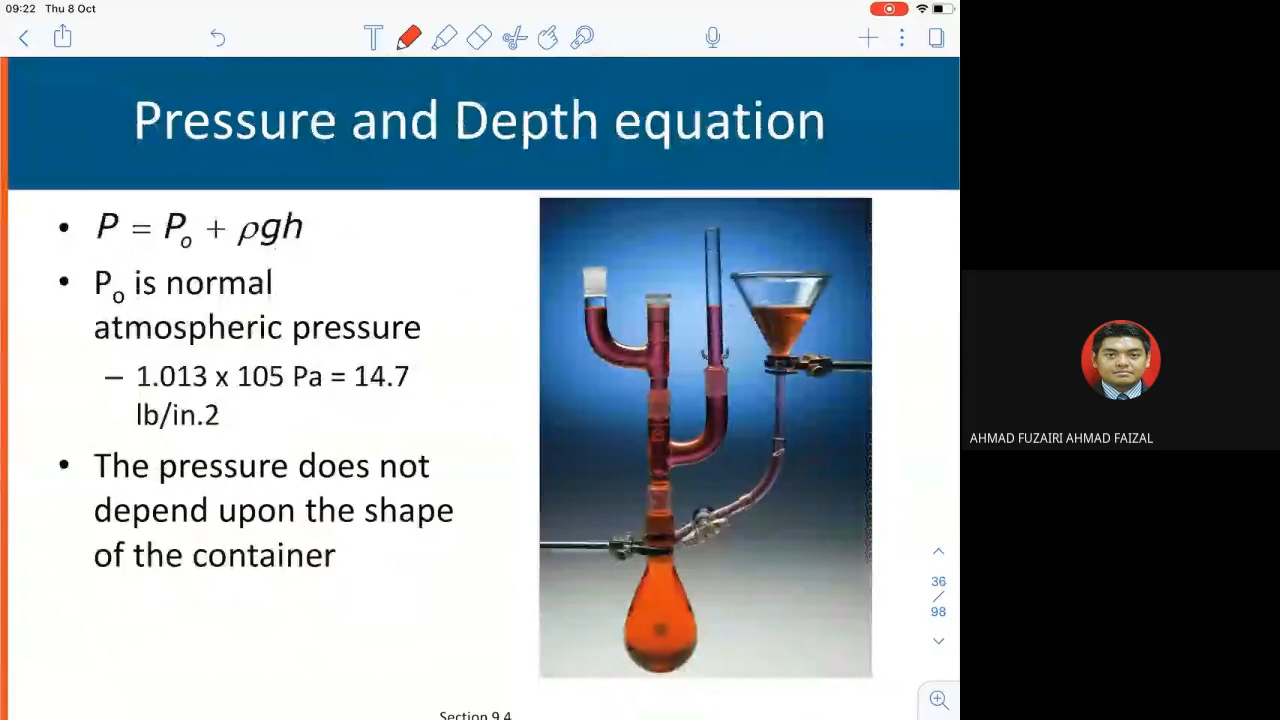 09:22 Thu 8 Oct
Pressure and Depth equation
• P = Po + ρgh
• Po is normal
atmospheric pressure
– 1.013 x 105 Pa = 14.7
lb/in.2
• The pressure does not
depend upon the shape
of the container
36
/
98
Section 9.4
AHMAD FUZAIRI AHMAD FAIZAL